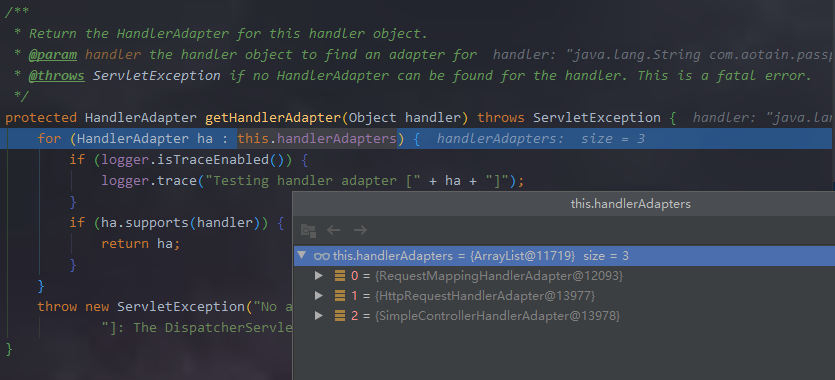 /**
 * Return the HandlerAdapter for this handler object.
 * @param handler the handler object to find an adapter for  handler: "java.lang.String com.aotain.passp
 * @throws ServletException if no HandlerAdapter can be found for the handler. This is a fatal error.
 */
protected HandlerAdapter getHandlerAdapter(Object handler) throws ServletException {  handler: "java.lan
    for (HandlerAdapter ha : this.handlerAdapters) {  handlerAdapters:  size = 3
        if (logger.isTraceEnabled()) {
            logger.trace("Testing handler adapter [" + ha + "]");
        }
        if (ha.supports(handler)) {
            return ha;
        }
    }
    throw new ServletException("No a
            "]: The DispatcherServle
}
this.handlerAdapters
this.handlerAdapters = {ArrayList@11719}  size = 3
0 = {RequestMappingHandlerAdapter@12093}
1 = {HttpRequestHandlerAdapter@13977}
2 = {SimpleControllerHandlerAdapter@13978}